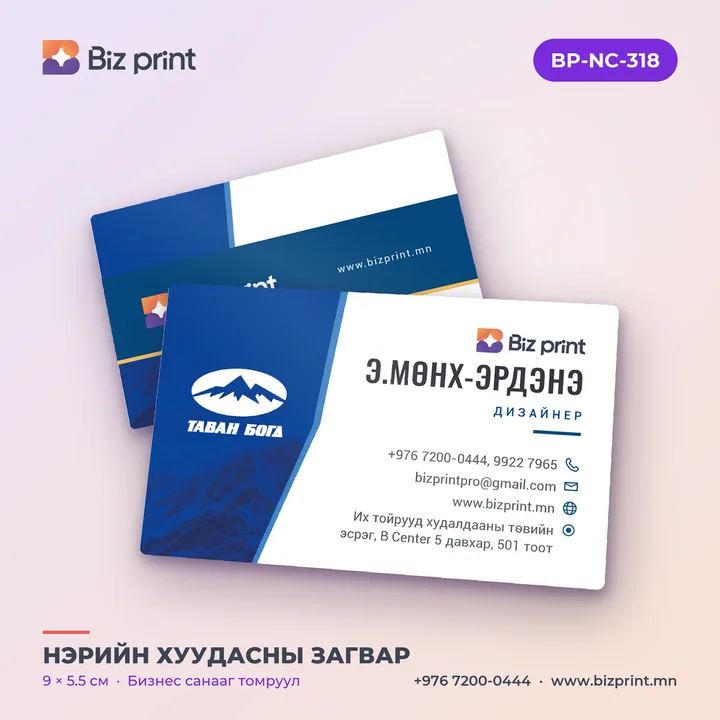 Biz print
BP-NC-318
www.bizprint.mn
Biz print
Э.МӨНХ-ЭРДЭНЭ
ДИЗАЙНЕР
ТАВАН БОГД
+976 7200-0444, 9922 7965
bizprintpro@gmail.com
www.bizprint.mn
Их тойрууд худалдааны төвийн
эсрэг, B Center 5 давхар, 501 тоот
НЭРИЙН ХУУДАСНЫ ЗАГВАР
9 × 5.5 см · Бизнес санааг томруул
+976 7200-0444 · www.bizprint.mn